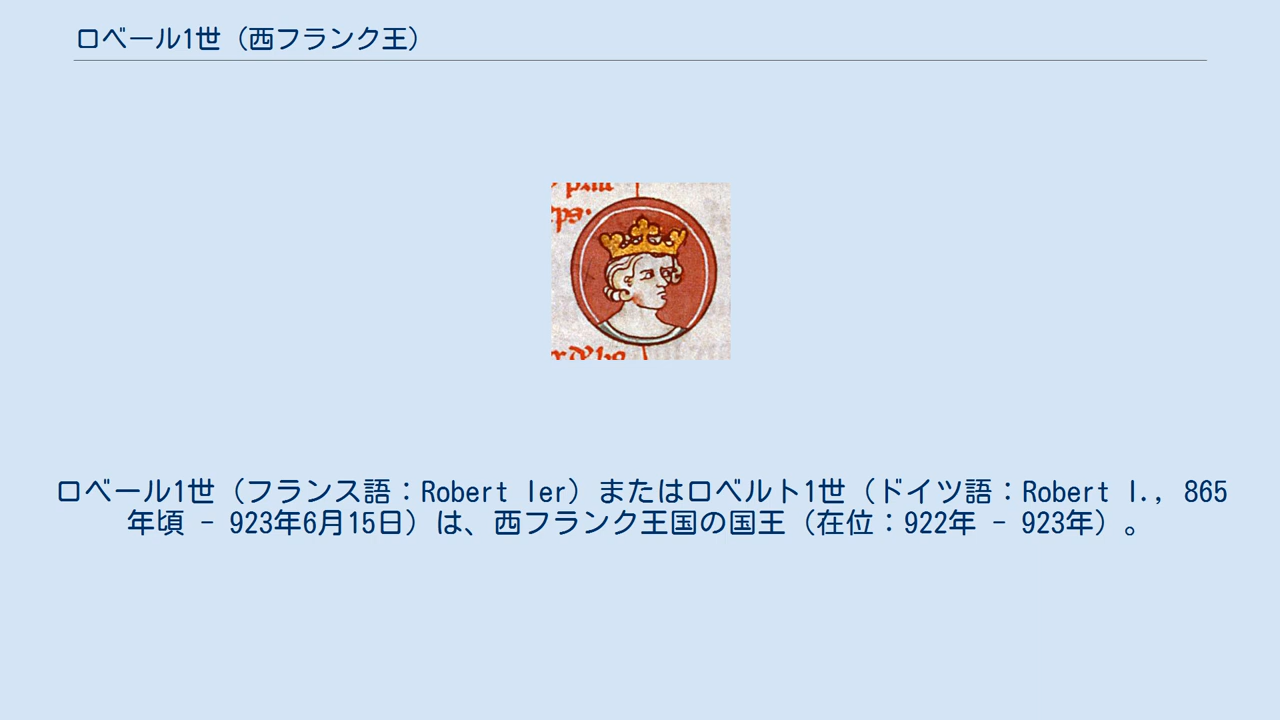 ロベール1世（西フランク王）
ロベール1世（フランス語：Robert Ier）またはロベルト1世（ドイツ語：Robert I., 865
年頃 - 923年6月15日）は、西フランク王国の国王（在位：922年 - 923年）。